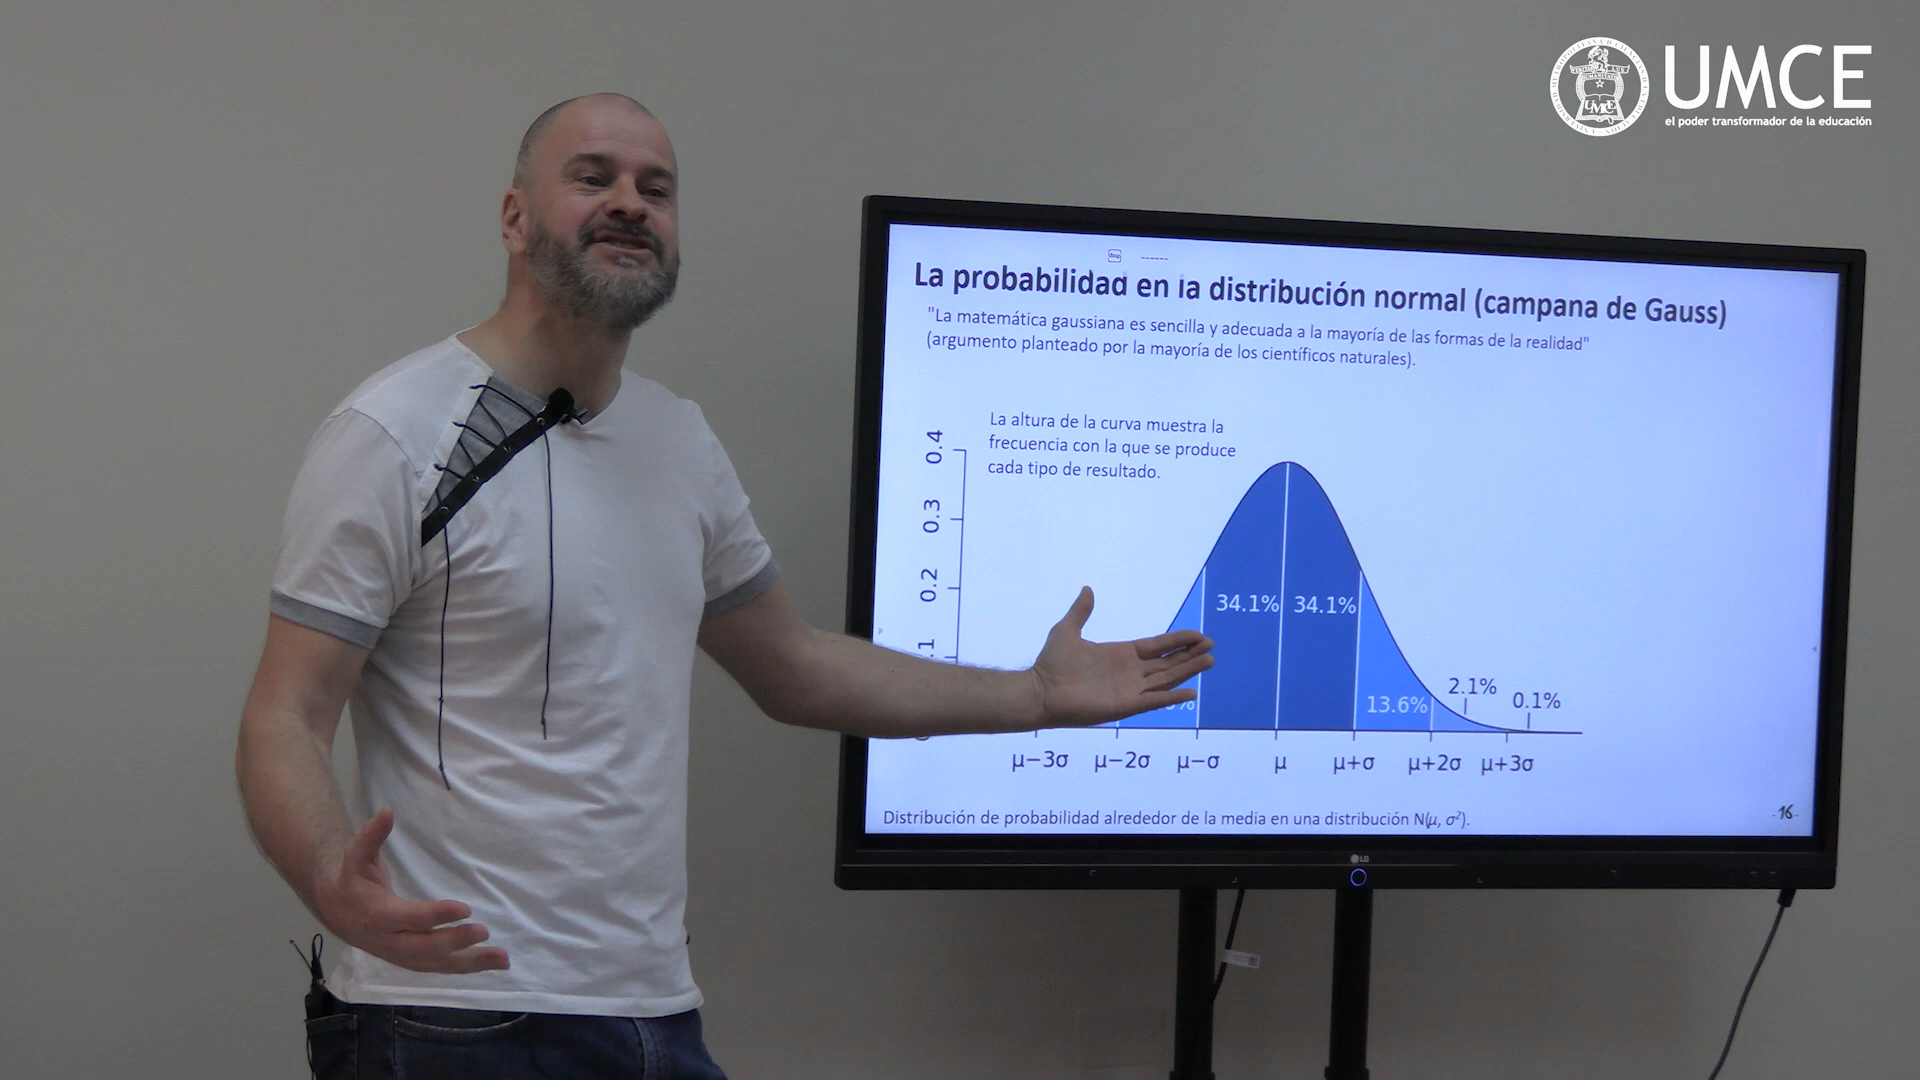 UMCE
el poder transformador de la educación
La probabilidad en la distribución normal (campana de Gauss)
"La matemática gaussiana es sencilla y adecuada a la mayoría de las formas de la realidad"
(argumento planteado por la mayoría de los científicos naturales).
La altura de la curva muestra la
frecuencia con la que se produce
cada tipo de resultado.
0.4
0.3
0.2
.1
34.1% 34.1%
13.6%
2.1%
0.1%
μ−3σ μ−2σ μ−σ μ μ+σ μ+2σ μ+3σ
Distribución de probabilidad alrededor de la media en una distribución N(μ, σ²).
-16-
LG